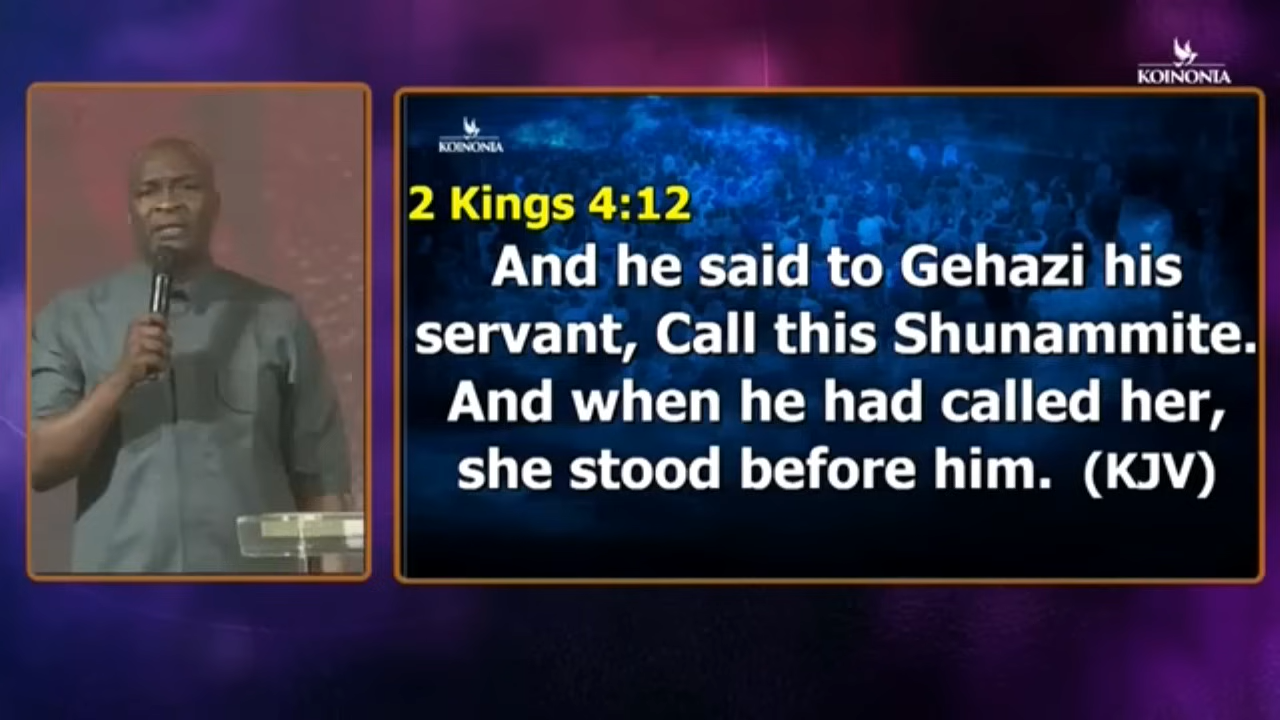 KOINONIA
KOINONIA
2 Kings 4:12
And he said to Gehazi his
servant, Call this Shunammite.
And when he had called her,
she stood before him. (KJV)